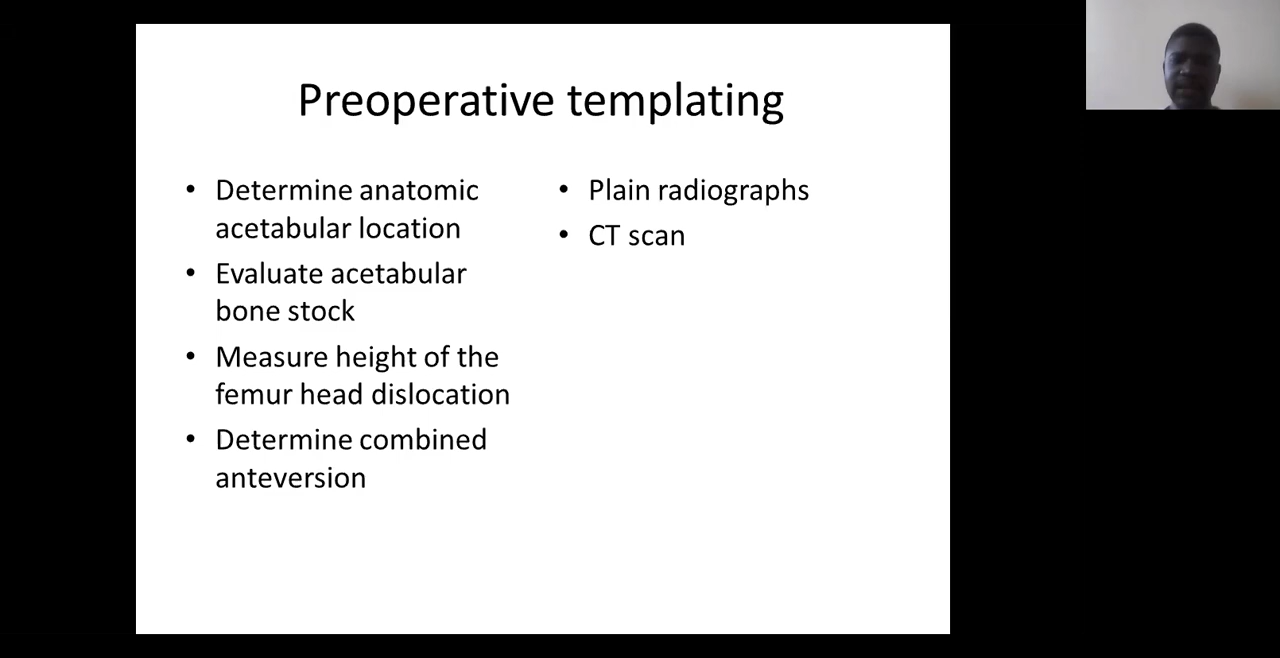 Preoperative templating
• Determine anatomic
acetabular location
• Evaluate acetabular
bone stock
• Measure height of the
femur head dislocation
• Determine combined
anteversion
• Plain radiographs
• CT scan